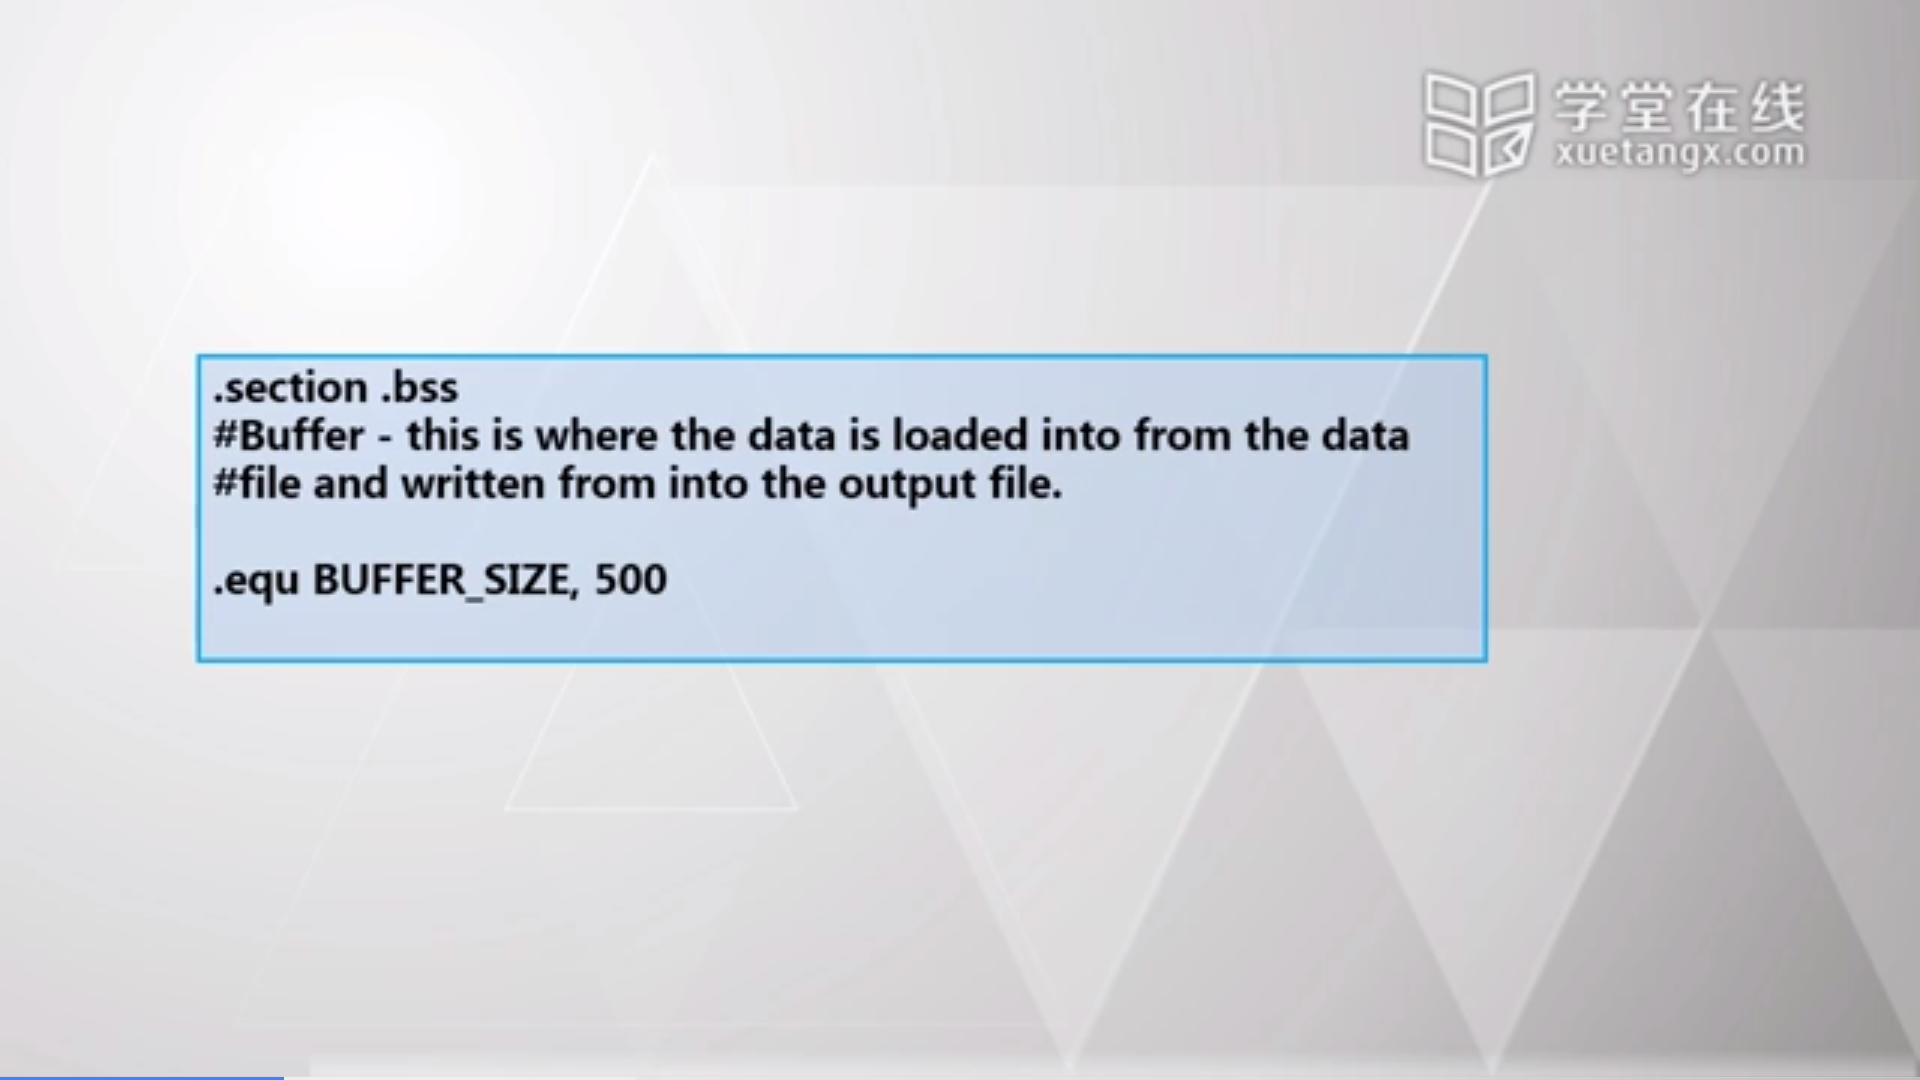 学堂在线
xuetangx.com
.section .bss
#Buffer - this is where the data is loaded into from the data
#file and written from into the output file.
.equ BUFFER_SIZE, 500